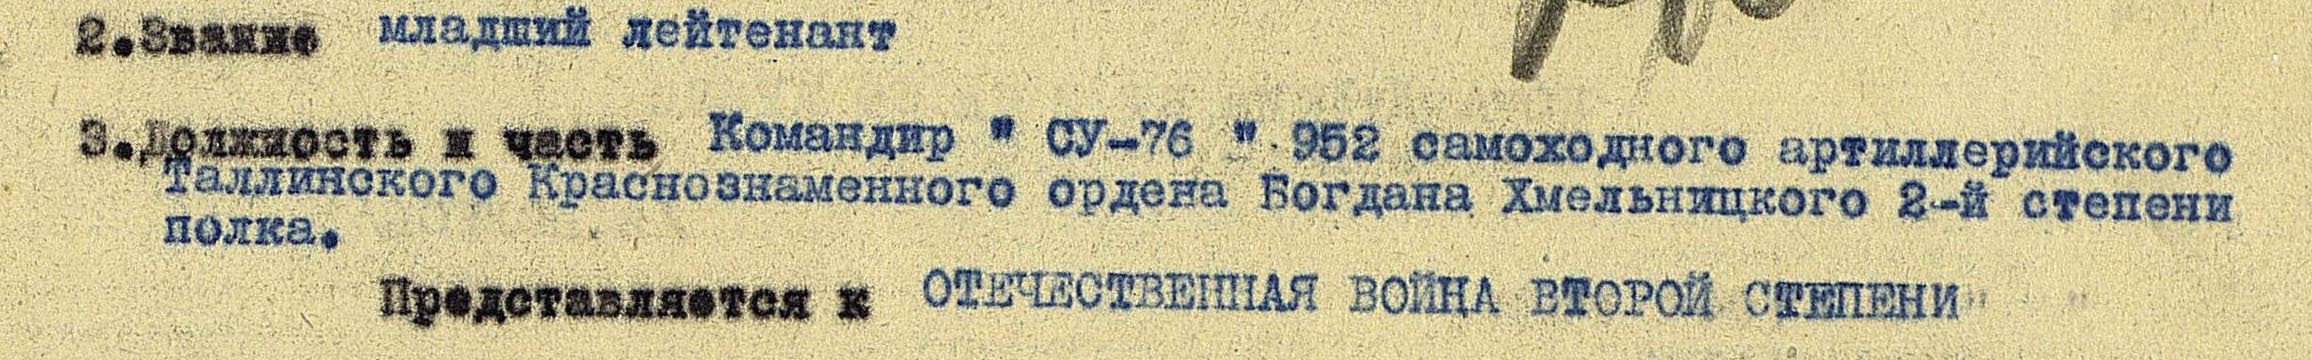 2.Звание младший лейтенант
3.Должность и часть Командир " СУ-76 " 952 самоходного артиллерийского
Таллинского Краснознаменного ордена Богдана Хмельницкого 2-й степени
полка.
Представляется к ОТЕЧЕСТВЕННАЯ ВОЙНА ВТОРОЙ СТЕПЕНИ